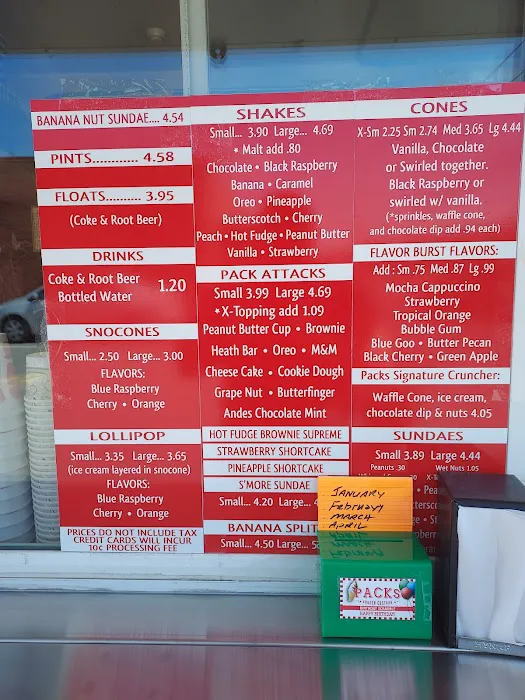 BANANA NUT SUNDAE.... 4.54
PINTS............ 4.58
FLOATS.......... 3.95
(Coke & Root Beer)
DRINKS
Coke & Root Beer
Bottled Water
1.20
SNOCONES
Small... 2.50 Large... 3.00
FLAVORS:
Blue Raspberry
Cherry • Orange
LOLLIPOP
Small... 3.35 Large... 3.65
(ice cream layered in snocone)
FLAVORS:
Blue Raspberry
Cherry • Orange
PRICES DO NOT INCLUDE TAX
CREDIT CARDS WILL INCUR
10¢ PROCESSING FEE
SHAKES
Small... 3.90 Large... 4.69
* Malt add .80
Chocolate • Black Raspberry
Banana • Caramel
Oreo • Pineapple
Butterscotch • Cherry
Peach • Hot Fudge • Peanut Butter
Vanilla • Strawberry
PACK ATTACKS
Small 3.99 Large 4.69
*X-Topping add 1.09
Peanut Butter Cup • Brownie
Heath Bar • Oreo • M&M
Cheese Cake • Cookie Dough
Grape Nut • Butterfinger
Andes Chocolate Mint
HOT FUDGE BROWNIE SUPREME
STRAWBERRY SHORTCAKE
PINEAPPLE SHORTCAKE
S'MORE SUNDAE
Small... 4.20 Large...
BANANA SPLIT
Small... 4.50 Large...
CONES
X-Sm 2.25 Sm 2.74 Med 3.65 Lg 4.44
Vanilla, Chocolate
or Swirled together.
Black Raspberry or
swirled w/ vanilla.
(*sprinkles, waffle cone,
and chocolate dip add .94 each)
FLAVOR BURST FLAVORS:
Add : Sm .75 Med .87 Lg .99
Mocha Cappuccino
Strawberry
Tropical Orange
Bubble Gum
Blue Goo • Butter Pecan
Black Cherry • Green Apple
Packs Signature Cruncher:
Waffle Cone, ice cream,
chocolate dip & nuts 4.05
SUNDAES
Small 3.89 Large 4.44
Peanuts .30 Wet Nuts 1.05
JANUARY
February
MARCH
APRIL
PACKS
FROZEN CUSTARD
HAPPY BIRTHDAY